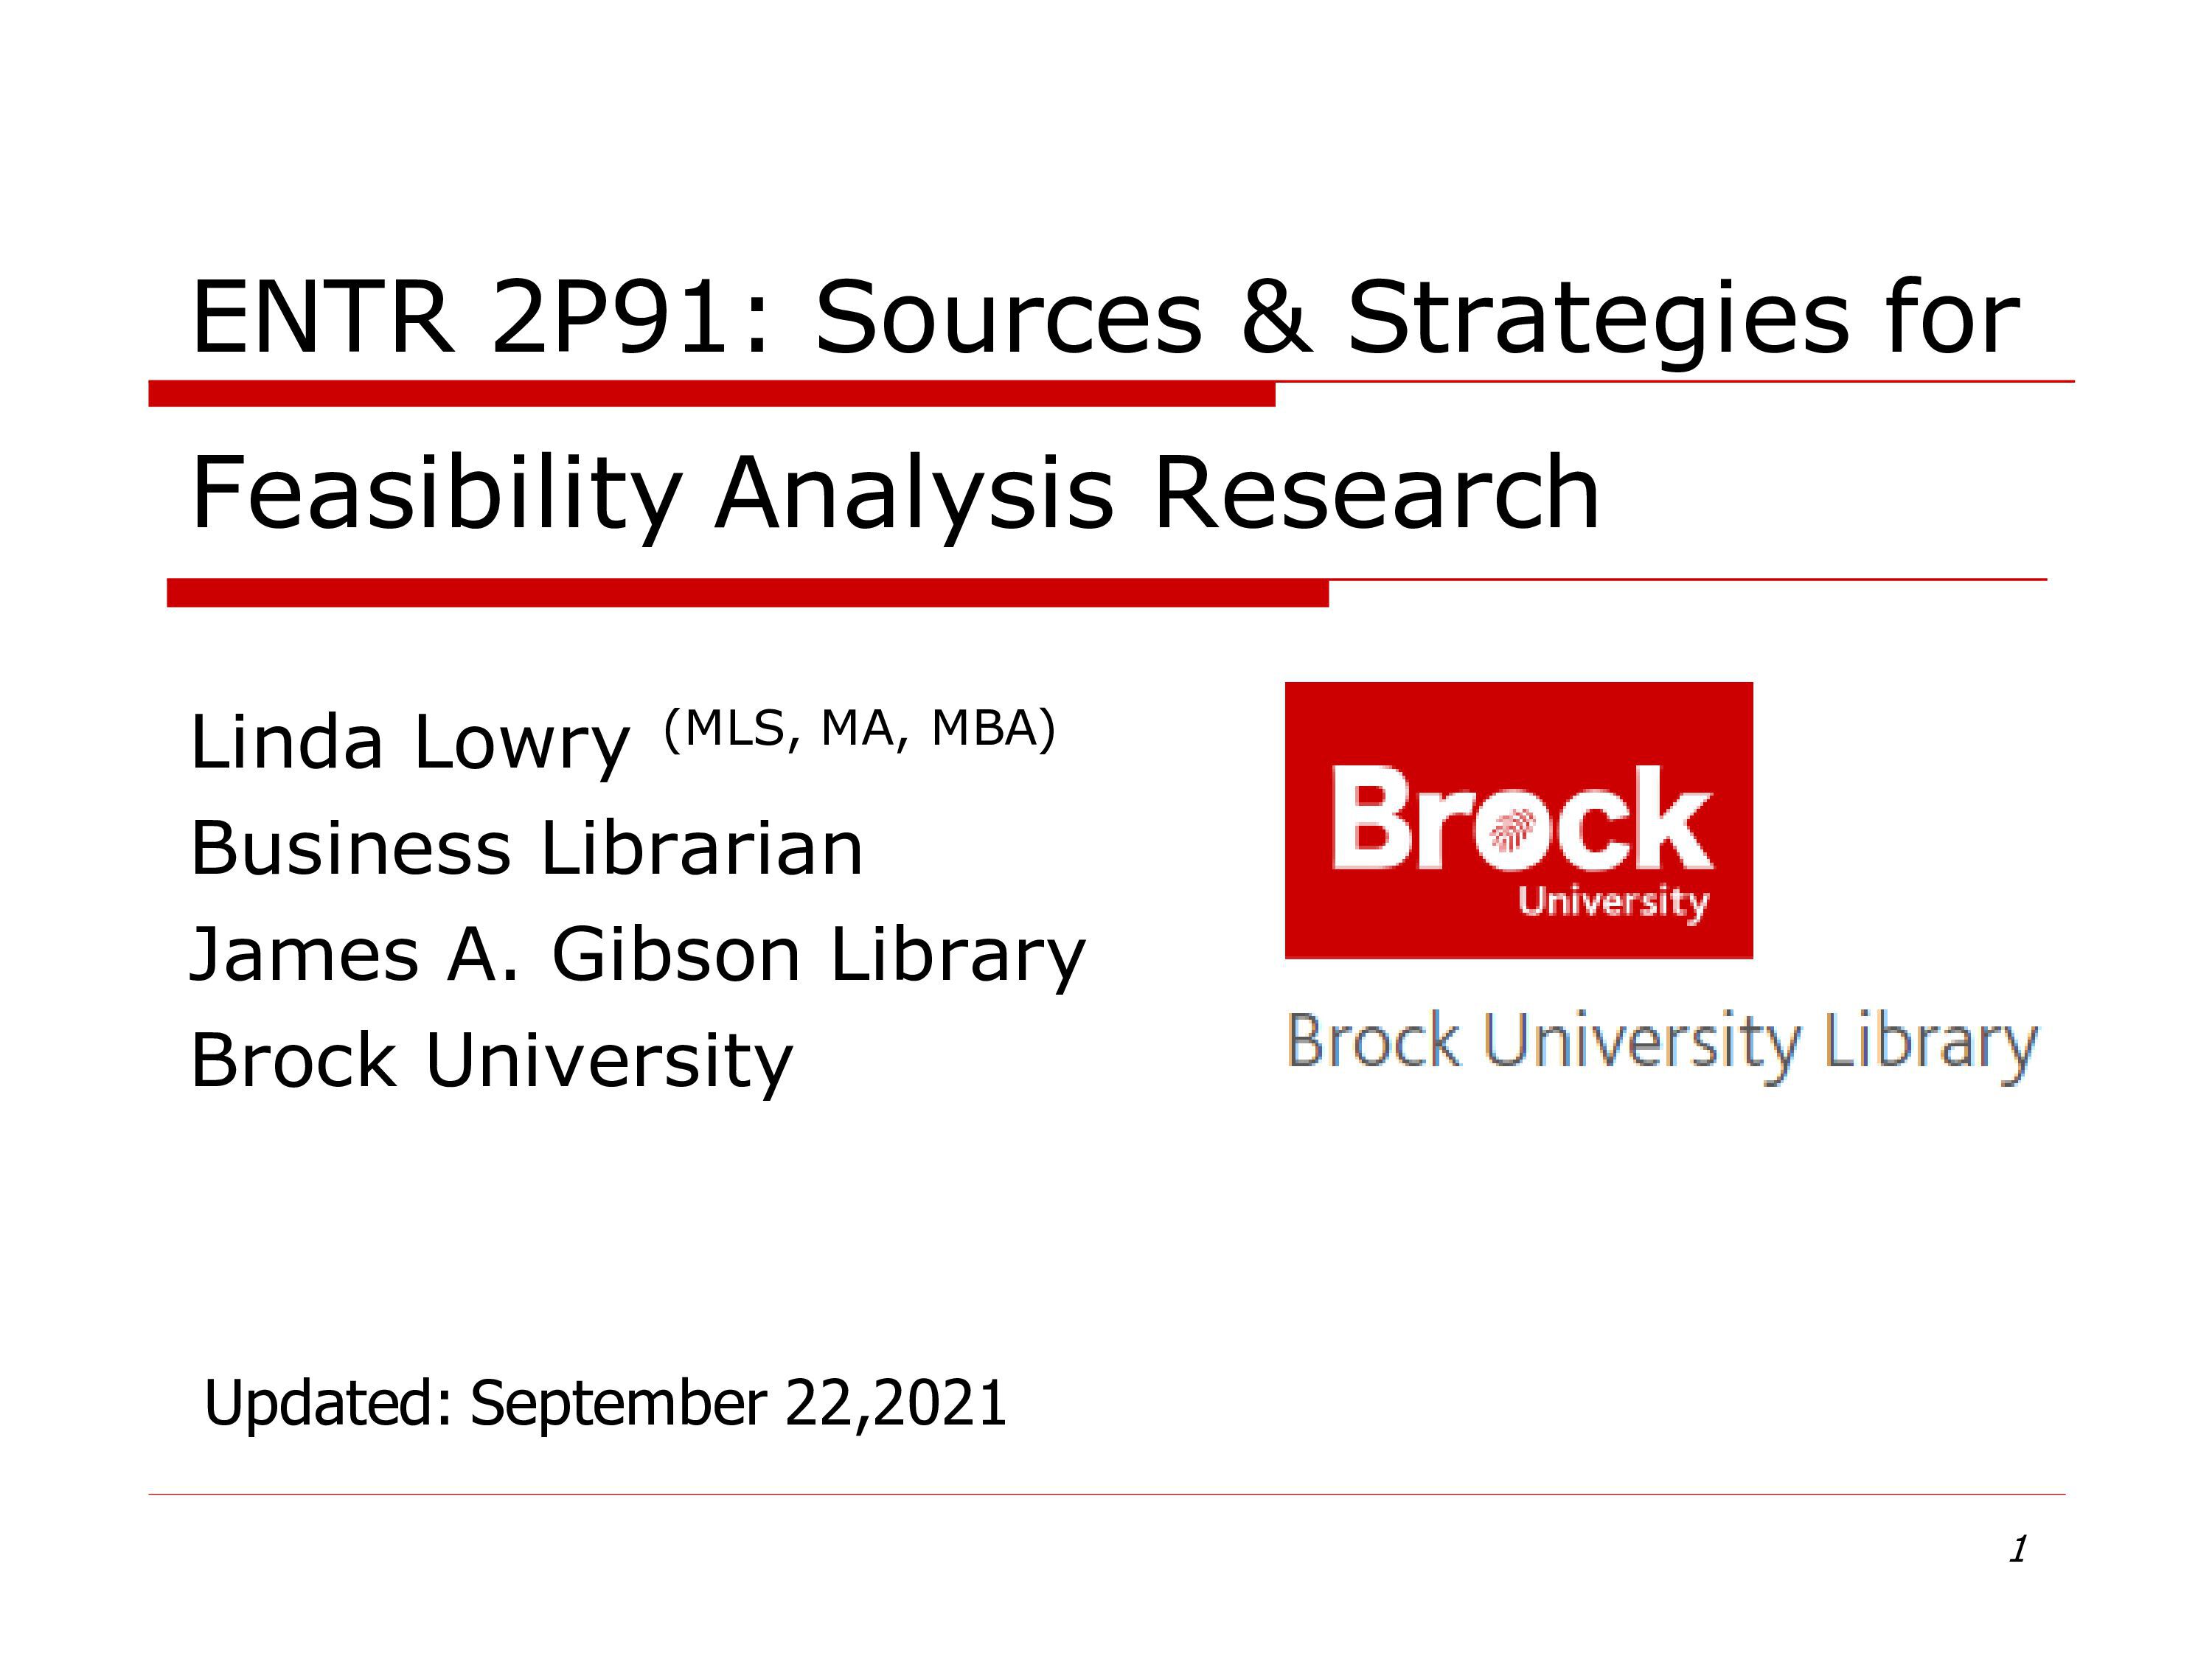 ENTR 2P91: Sources & Strategies for
Feasibility Analysis Research
Linda Lowry (MLS, MA, MBA)
Business Librarian
James A. Gibson Library
Brock University
Brock
University
Brock University Library
Updated: September 22,2021
1